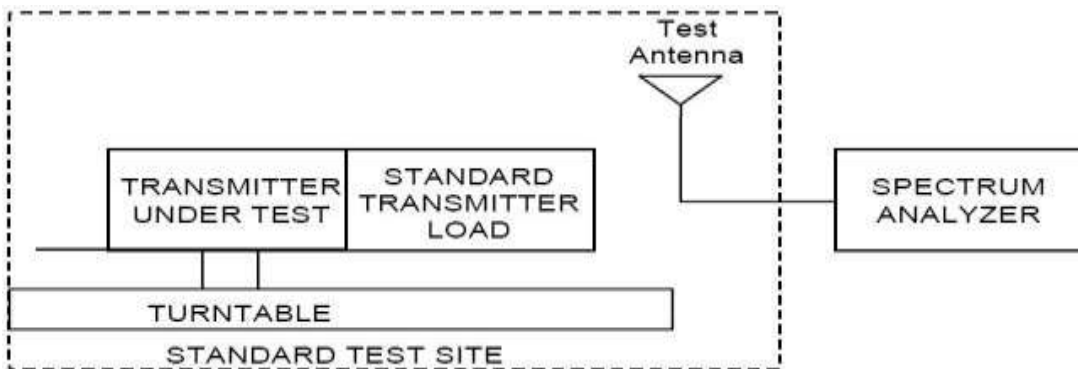 Test
Antenna
TRANSMITTER
UNDER TEST
STANDARD
TRANSMITTER
LOAD
SPECTRUM
ANALYZER
TURNTABLE
STANDARD TEST SITE